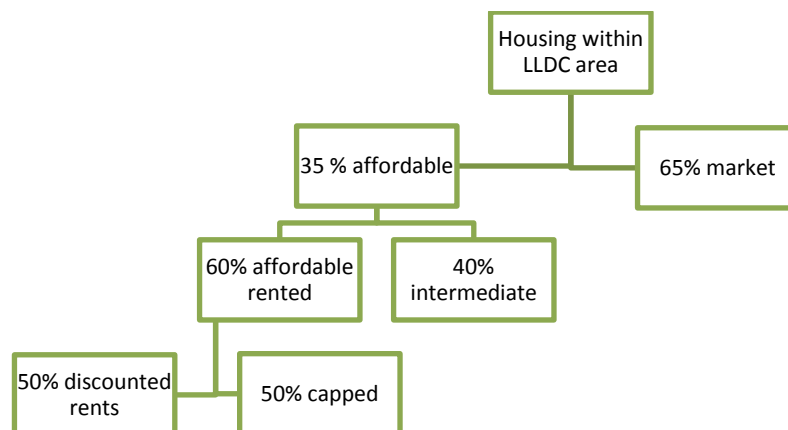 Housing within
LLDC area
35 % affordable
65% market
60% affordable
rented
40%
intermediate
50% discounted
rents
50% capped